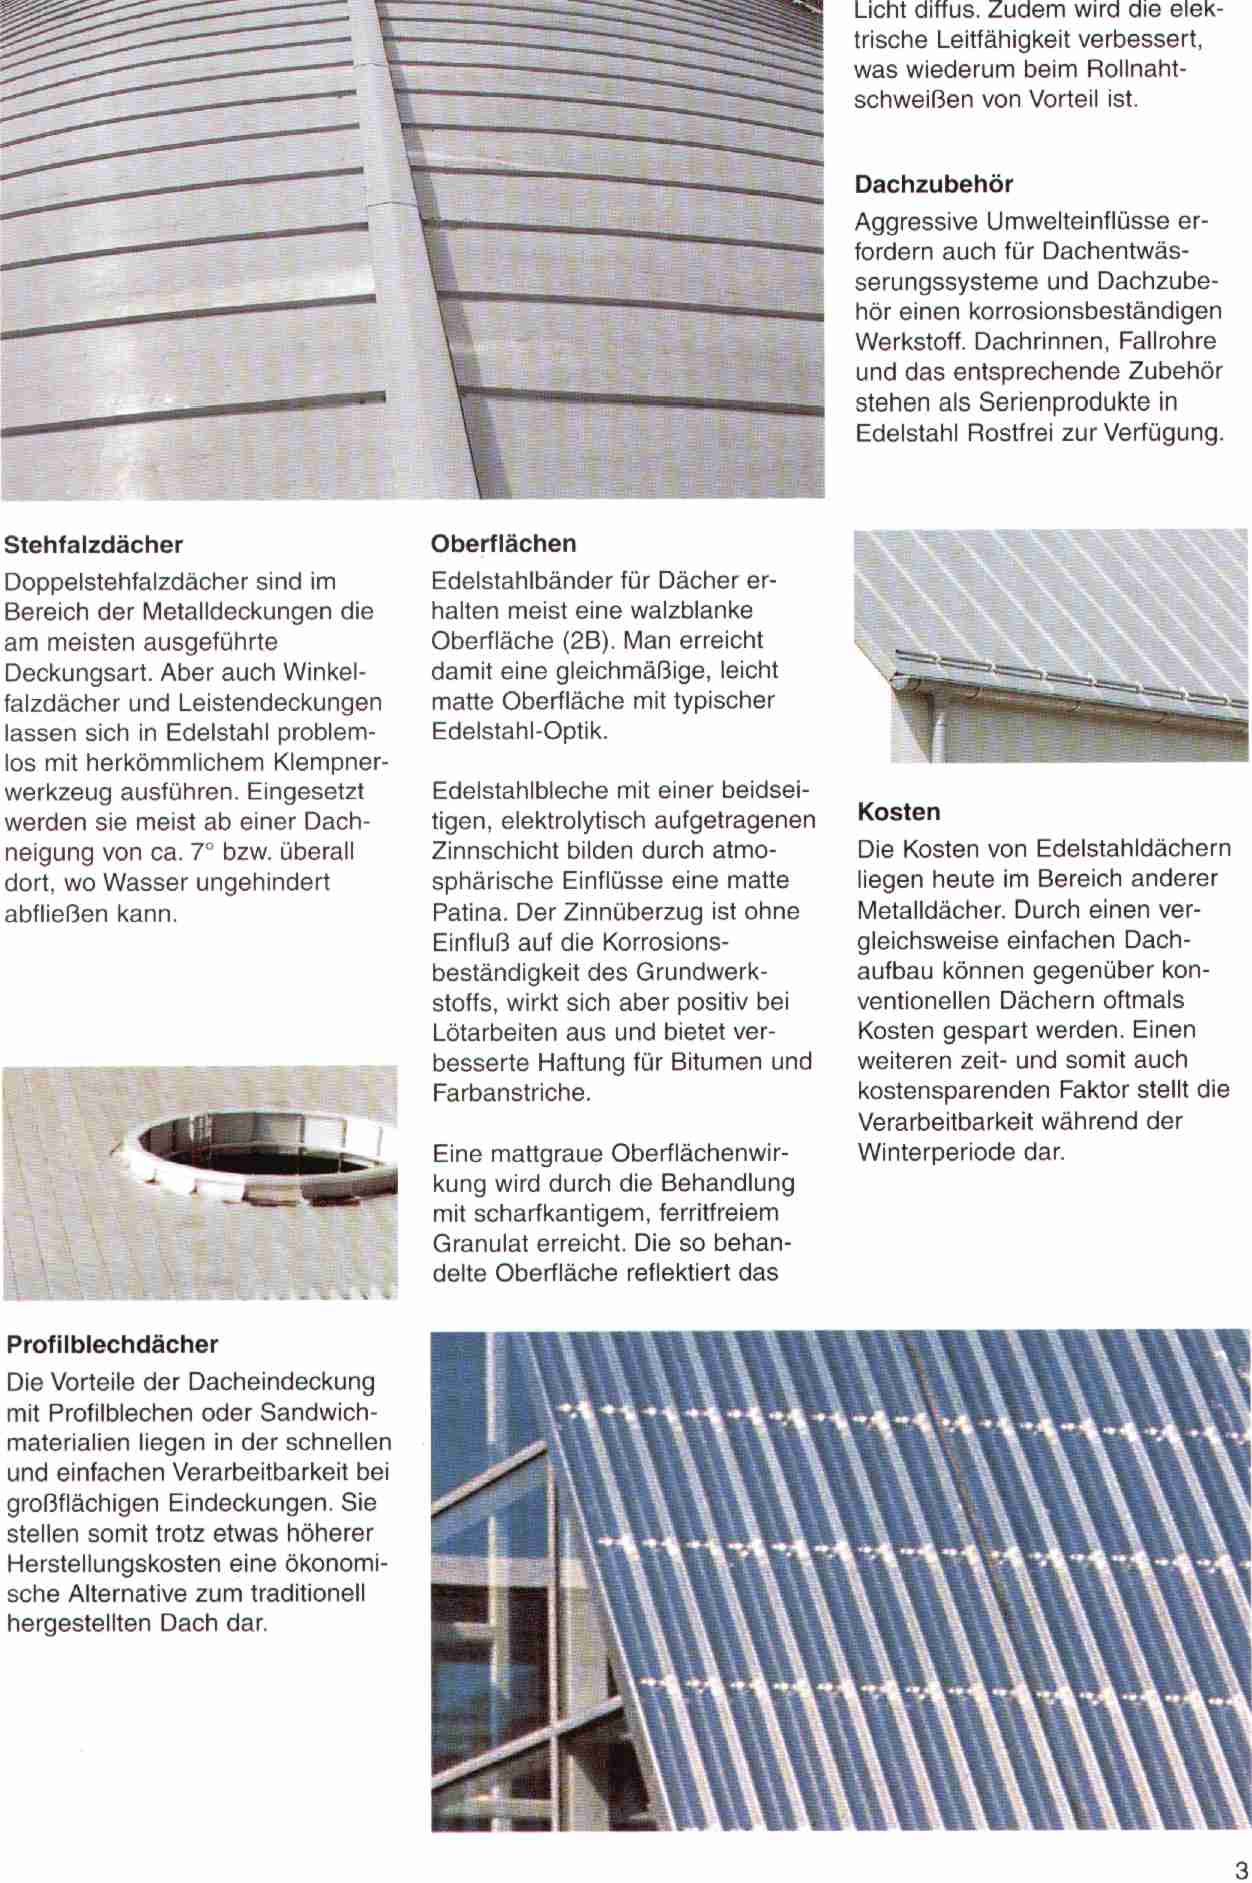 Stehfalzdächer
Doppelstehfalzdächer sind im
Bereich der Metalldeckungen die
am meisten ausgeführte
Deckungsart. Aber auch Winkel-
falzdächer und Leistendeckungen
lassen sich in Edelstahl problem-
los mit herkömmlichem Klempner-
werkzeug ausführen. Eingesetzt
werden sie meist ab einer Dach-
neigung von ca. 7° bzw. überall
dort, wo Wasser ungehindert
abfließen kann.
Profilblechdächer
Die Vorteile der Dacheindeckung
mit Profilblechen oder Sandwich-
materialien liegen in der schnellen
und einfachen Verarbeitbarkeit bei
großflächigen Eindeckungen. Sie
stellen somit trotz etwas höherer
Herstellungskosten eine ökonomi-
sche Alternative zum traditionell
hergestellten Dach dar.
Oberflächen
Edelstahlbänder für Dächer er-
halten meist eine walzblanke
Oberfläche (2B). Man erreicht
damit eine gleichmäßige, leicht
matte Oberfläche mit typischer
Edelstahl-Optik.
Edelstahlbleche mit einer beidsei-
tigen, elektrolytisch aufgetragenen
Zinnschicht bilden durch atmo-
sphärische Einflüsse eine matte
Patina. Der Zinnüberzug ist ohne
Einfluß auf die Korrosions-
beständigkeit des Grundwerk-
stoffs, wirkt sich aber positiv bei
Lötarbeiten aus und bietet ver-
besserte Haftung für Bitumen und
Farbanstriche.
Eine mattgraue Oberflächenwir-
kung wird durch die Behandlung
mit scharfkantigem, ferritfreiem
Granulat erreicht. Die so behan-
delte Oberfläche reflektiert das
Licht diffus. Zudem wird die elek-
trische Leitfähigkeit verbessert,
was wiederum beim Rollnaht-
schweißen von Vorteil ist.
Dachzubehör
Aggressive Umwelteinflüsse er-
fordern auch für Dachentwäs-
serungssysteme und Dachzube-
hör einen korrosionsbeständigen
Werkstoff. Dachrinnen, Fallrohre
und das entsprechende Zubehör
stehen als Serienprodukte in
Edelstahl Rostfrei zur Verfügung.
Kosten
Die Kosten von Edelstahldächern
liegen heute im Bereich anderer
Metalldächer. Durch einen ver-
gleichsweise einfachen Dach-
aufbau können gegenüber kon-
ventionellen Dächern oftmals
Kosten gespart werden. Einen
weiteren zeit- und somit auch
kostensparenden Faktor stellt die
Verarbeitbarkeit während der
Winterperiode dar.
3